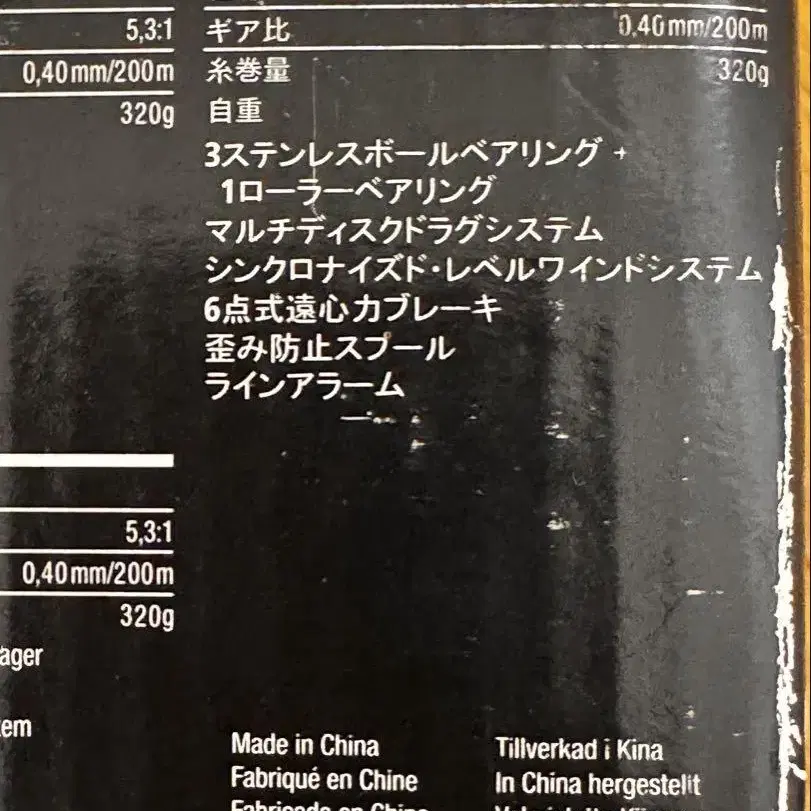 5,3:1
0,40mm/200m
320g
ギア比 0,40mm/200m
糸巻量 320g
自重
3ステンレスボールベアリング +
1ローラーベアリング
マルチディスクドラグシステム
シンクロナイズド・レベルワインドシステム
6点式遠心力ブレーキ
歪み防止スプール
ラインアラーム
5,3:1
0,40mm/200m
320g
ager
tem
Made in China
Fabriqué en Chine
Tillverkad i Kina
In China hergestellt